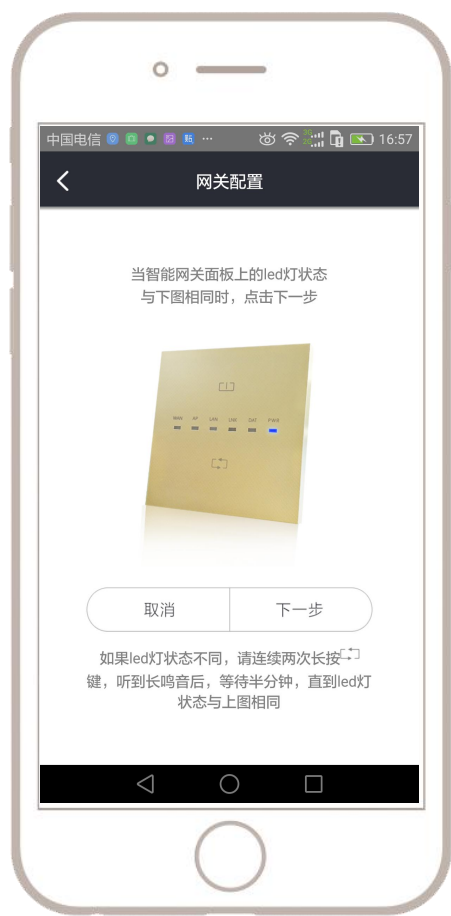 中国电信 ... 16:57
网关配置
当智能网关面板上的led灯状态
与下图相同时，点击下一步
WAN AP LAN LNK DAT PWR
取消 下一步
如果led灯状态不同，请连续两次长按
键，听到长鸣音后，等待半分钟，直到led灯
状态与上图相同